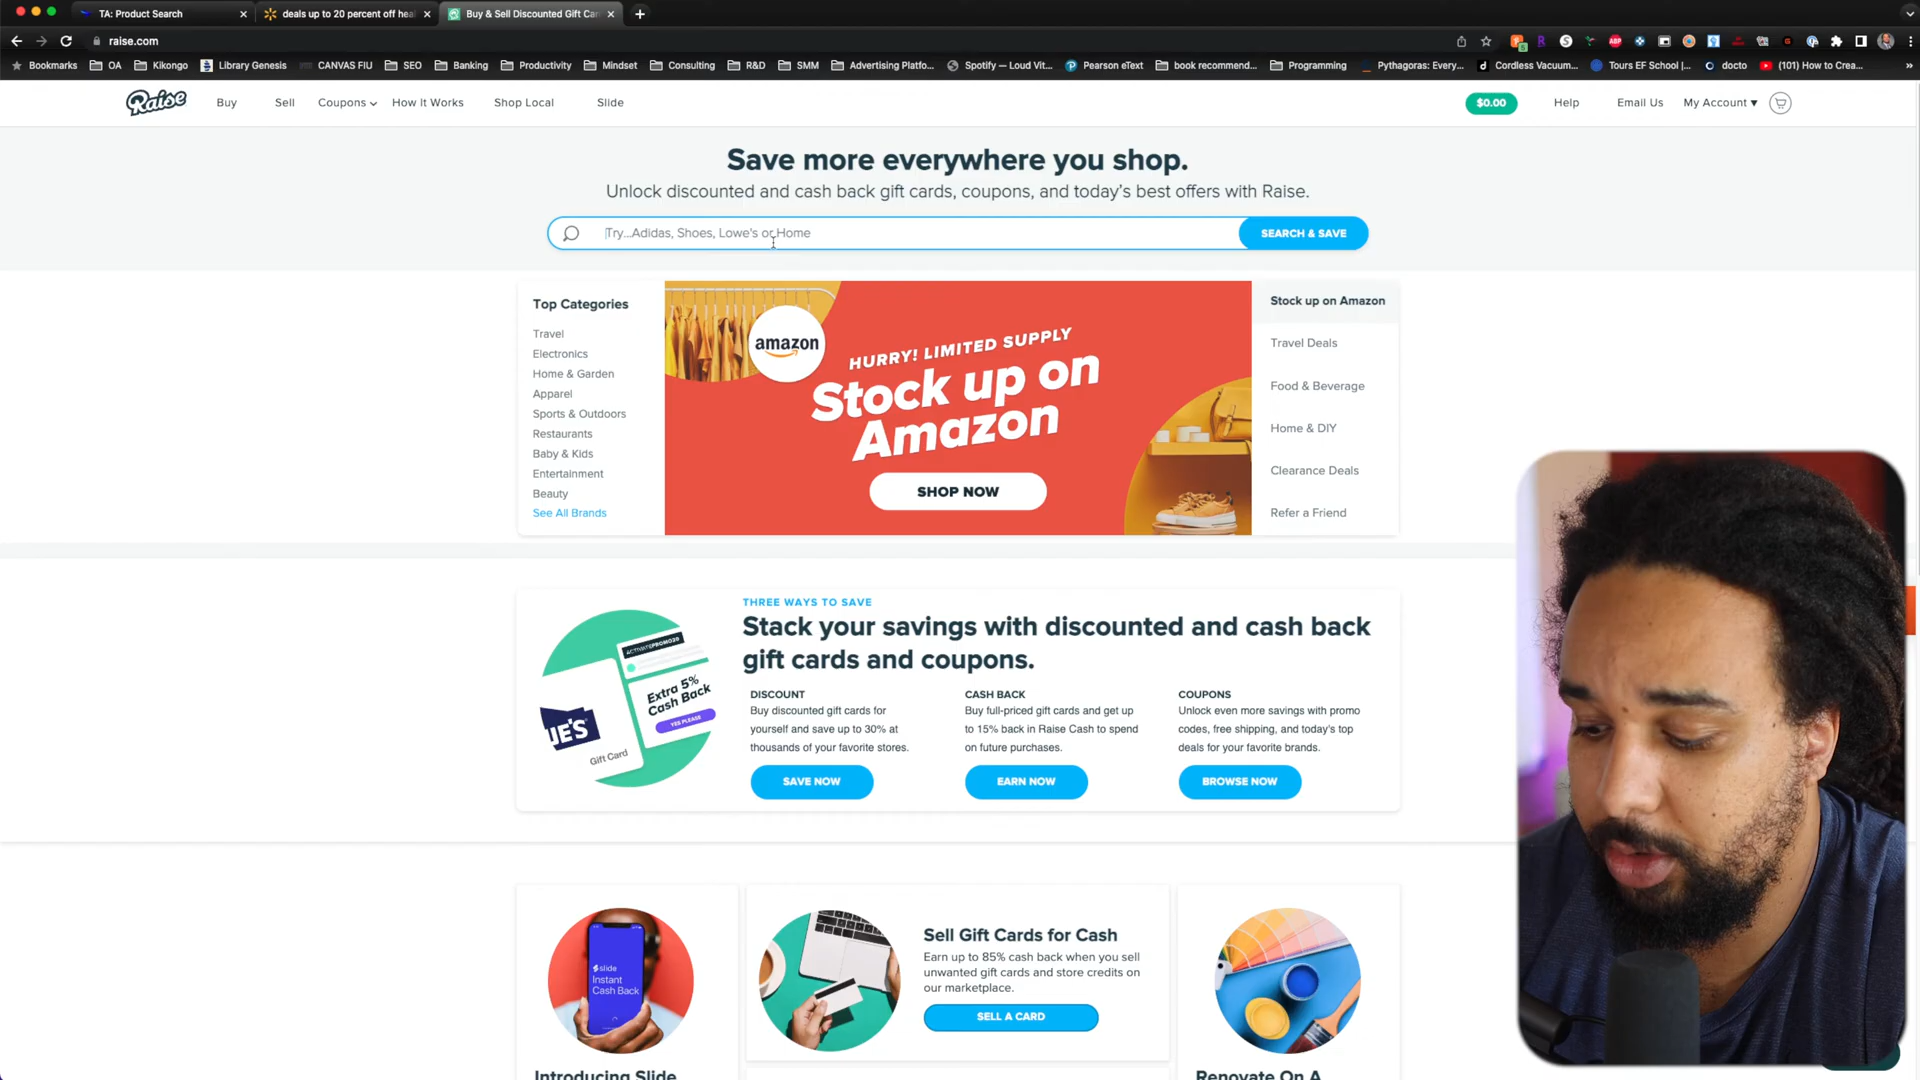 TA: Product Search
deals up to 20 percent off hea
Buy & Sell Discounted Gift Car
raise.com
Bookmarks OA Kikongo Library Genesis CANVAS FIU SEO Banking Productivity Mindset Consulting R&D SMM Advertising Platfo... Spotify – Loud Vit... Pearson eText book recommend... Programming Pythagoras: Every... Cordless Vacuum... Tours EF School |... docto (101) How to Crea...
Raise Buy Sell Coupons How It Works Shop Local Slide $0.00 Help Email Us My Account
Save more everywhere you shop.
Unlock discounted and cash back gift cards, coupons, and today's best offers with Raise.
Try...Adidas, Shoes, Lowe's or Home
SEARCH & SAVE
Top Categories
Travel
Electronics
Home & Garden
Apparel
Sports & Outdoors
Restaurants
Baby & Kids
Entertainment
Beauty
See All Brands
amazon
HURRY! LIMITED SUPPLY
Stock up on
Amazon
SHOP NOW
Stock up on Amazon
Travel Deals
Food & Beverage
Home & DIY
Clearance Deals
Refer a Friend
ACTIVATEPROMO20
Extra 5%
Cash Back
YES PLEASE
UE'S
Gift Card
THREE WAYS TO SAVE
Stack your savings with discounted and cash back
gift cards and coupons.
DISCOUNT
Buy discounted gift cards for
yourself and save up to 30% at
thousands of your favorite stores.
SAVE NOW
CASH BACK
Buy full-priced gift cards and get up
to 15% back in Raise Cash to spend
on future purchases.
EARN NOW
COUPONS
Unlock even more savings with promo
codes, free shipping, and today's top
deals for your favorite brands.
BROWSE NOW
slide
Instant
Cash Back
Introducing Slide
Sell Gift Cards for Cash
Earn up to 85% cash back when you sell
unwanted gift cards and store credits on
our marketplace.
SELL A CARD
Renovate On A